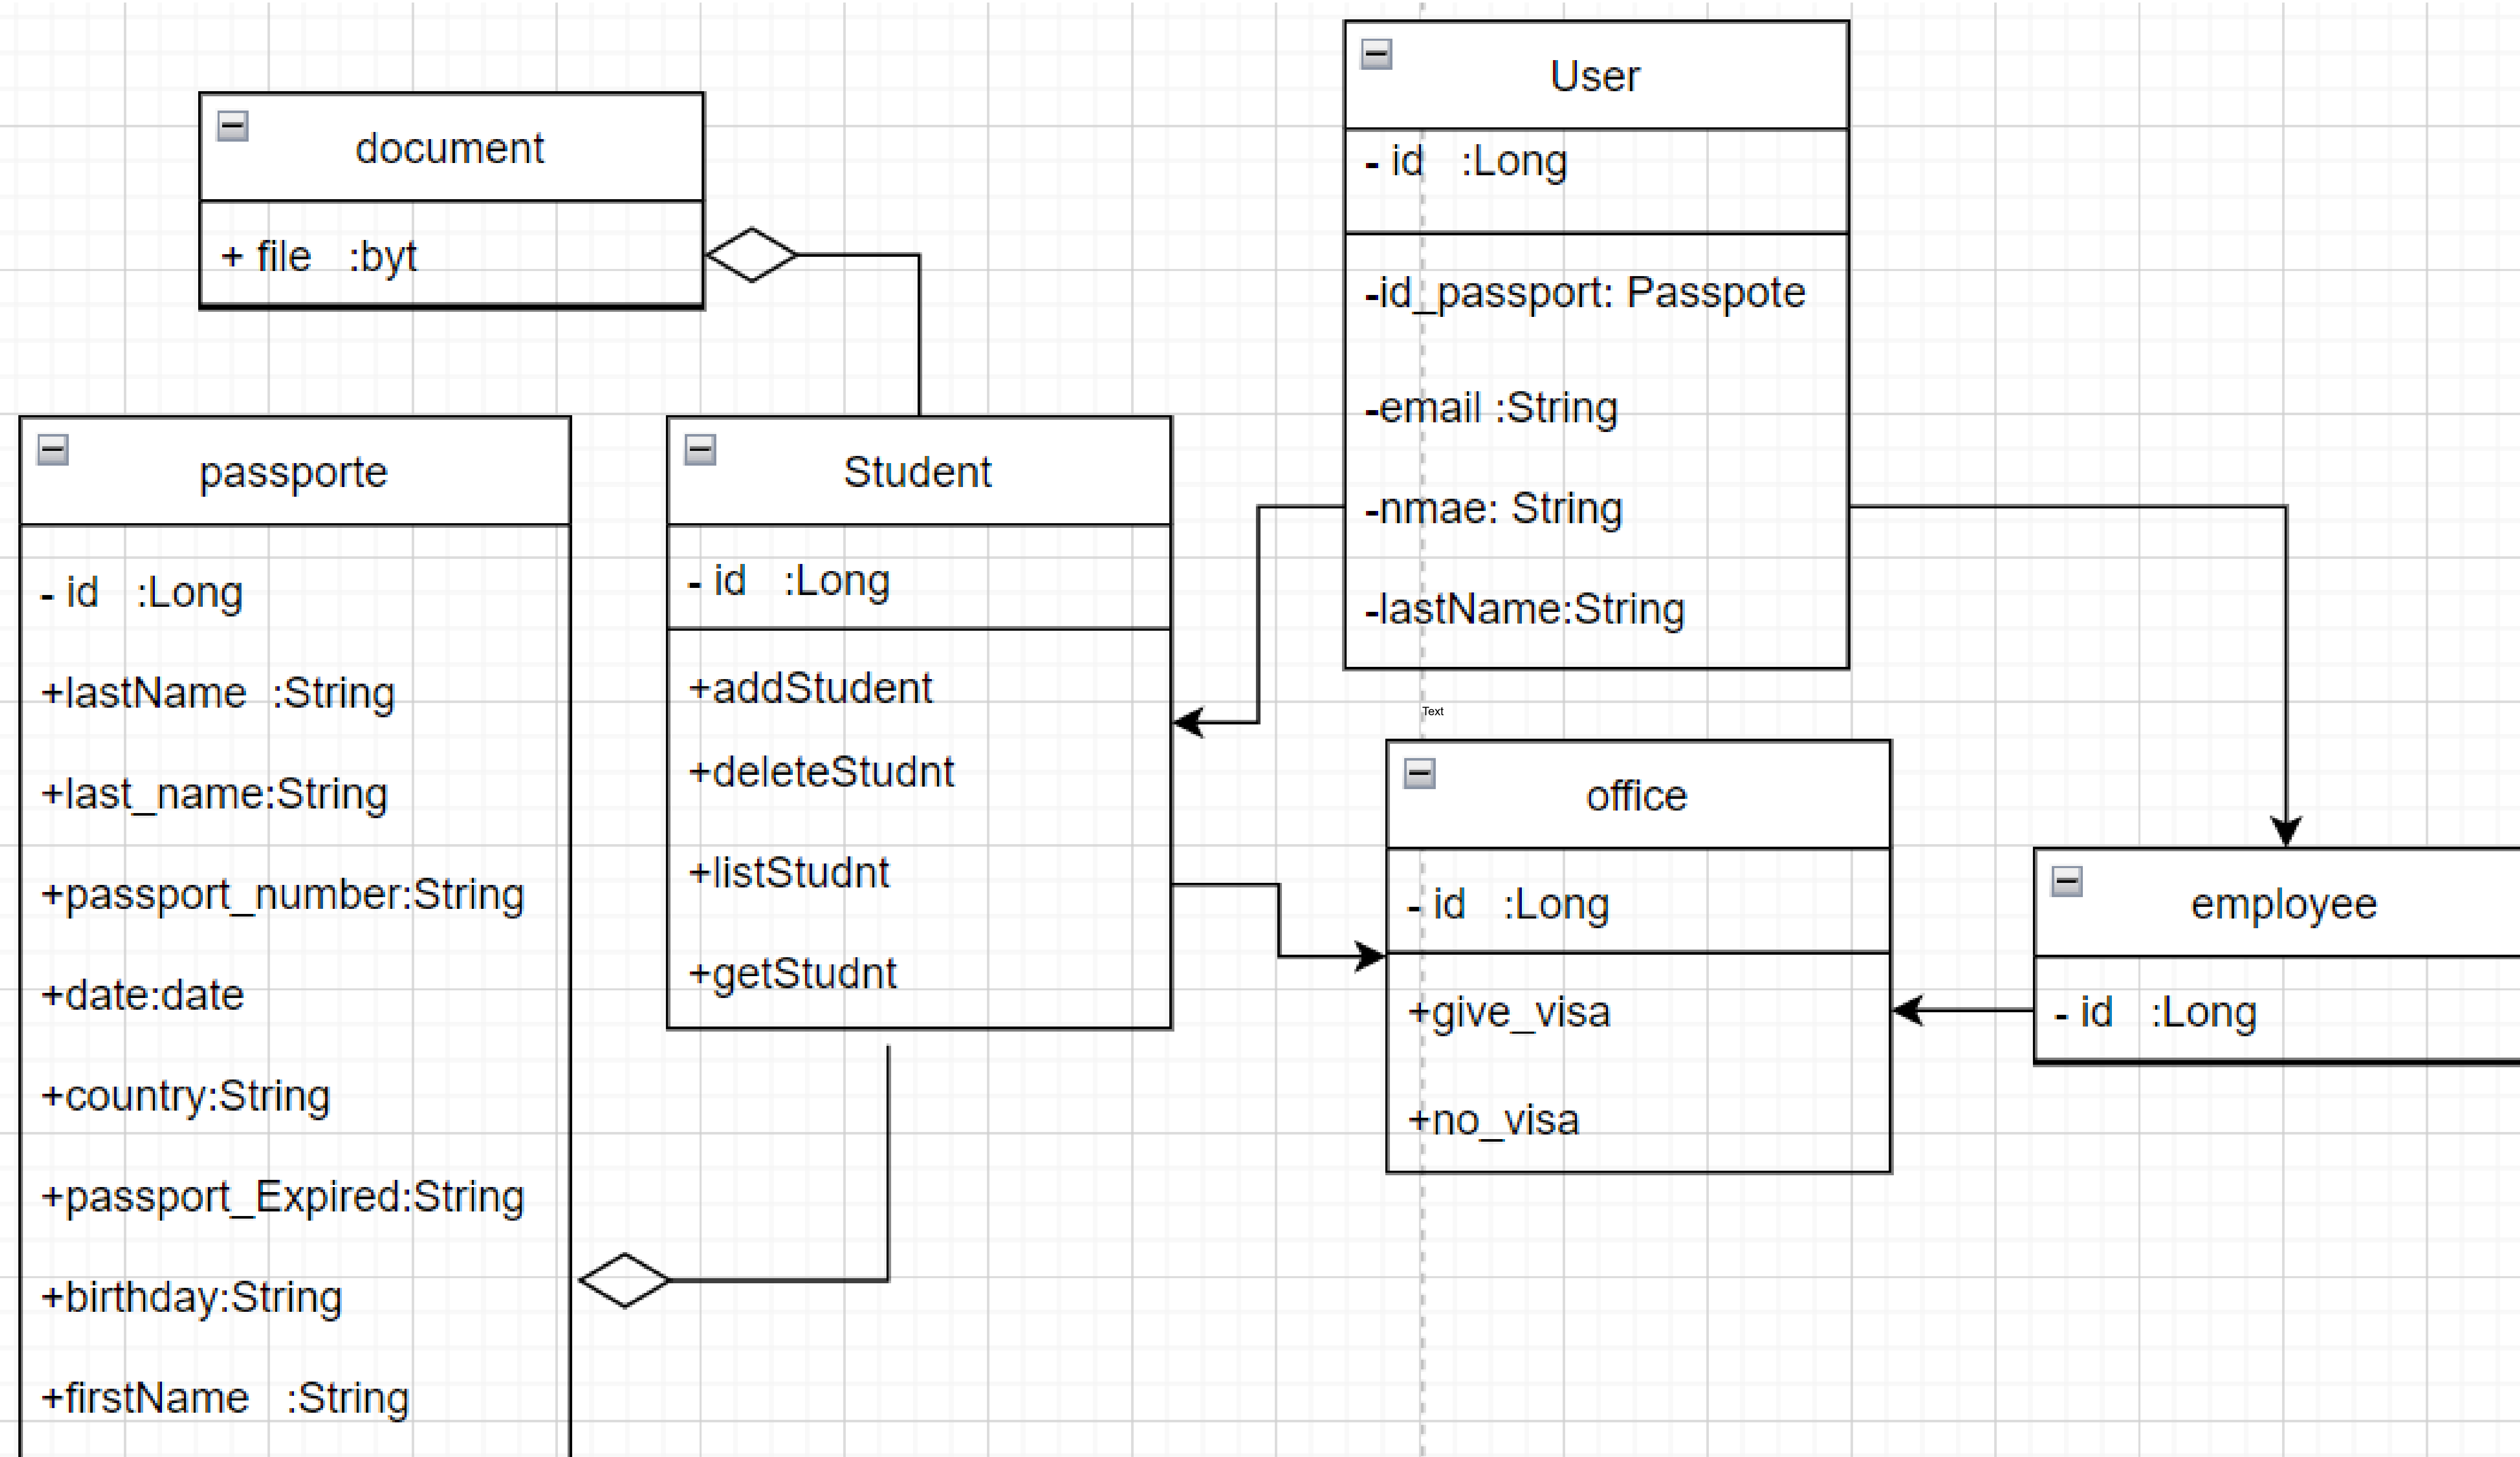 document
+ file :byt
passporte
- id :Long
+lastName :String
+last_name:String
+passport_number:String
+date:date
+country:String
+passport_Expired:String
+birthday:String
+firstName :String
Student
- id :Long
+addStudent
+deleteStudnt
+listStudnt
+getStudnt
User
- id :Long
-id_passport: Passpote
-email :String
-nmae: String
-lastName:String
Text
office
- id :Long
+give_visa
+no_visa
employee
- id :Long